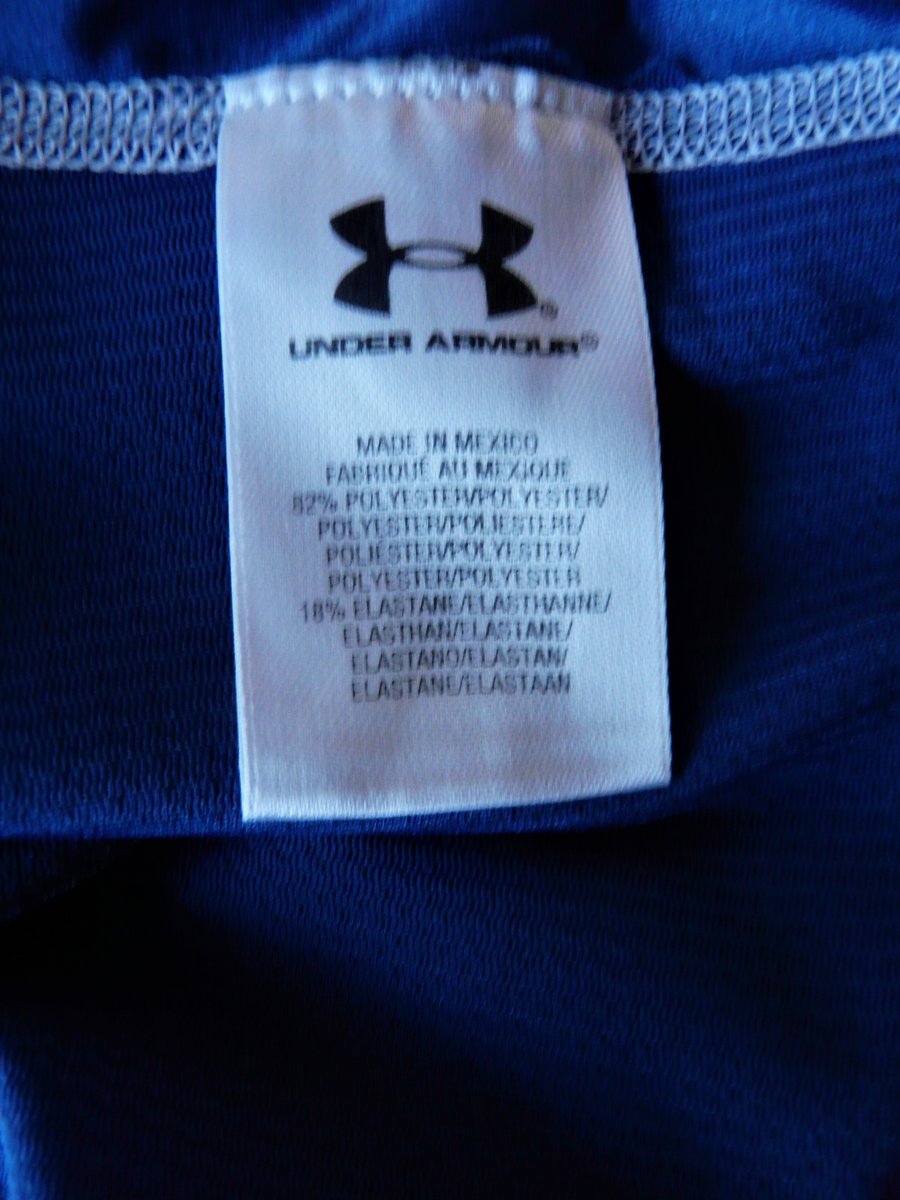 ®
UNDER ARMOUR®
MADE IN MEXICO
FABRIQUÉ AU MEXIQUE
82% POLYESTER/POLYESTER/
POLYESTER/POLIESTERE/
POLIESTER/POLYESTER/
POLYESTER/POLYESTER
18% ELASTANE/ELASTHANNE/
ELASTHAN/ELASTANE/
ELASTANO/ELASTAN/
ELASTANE/ELASTAAN